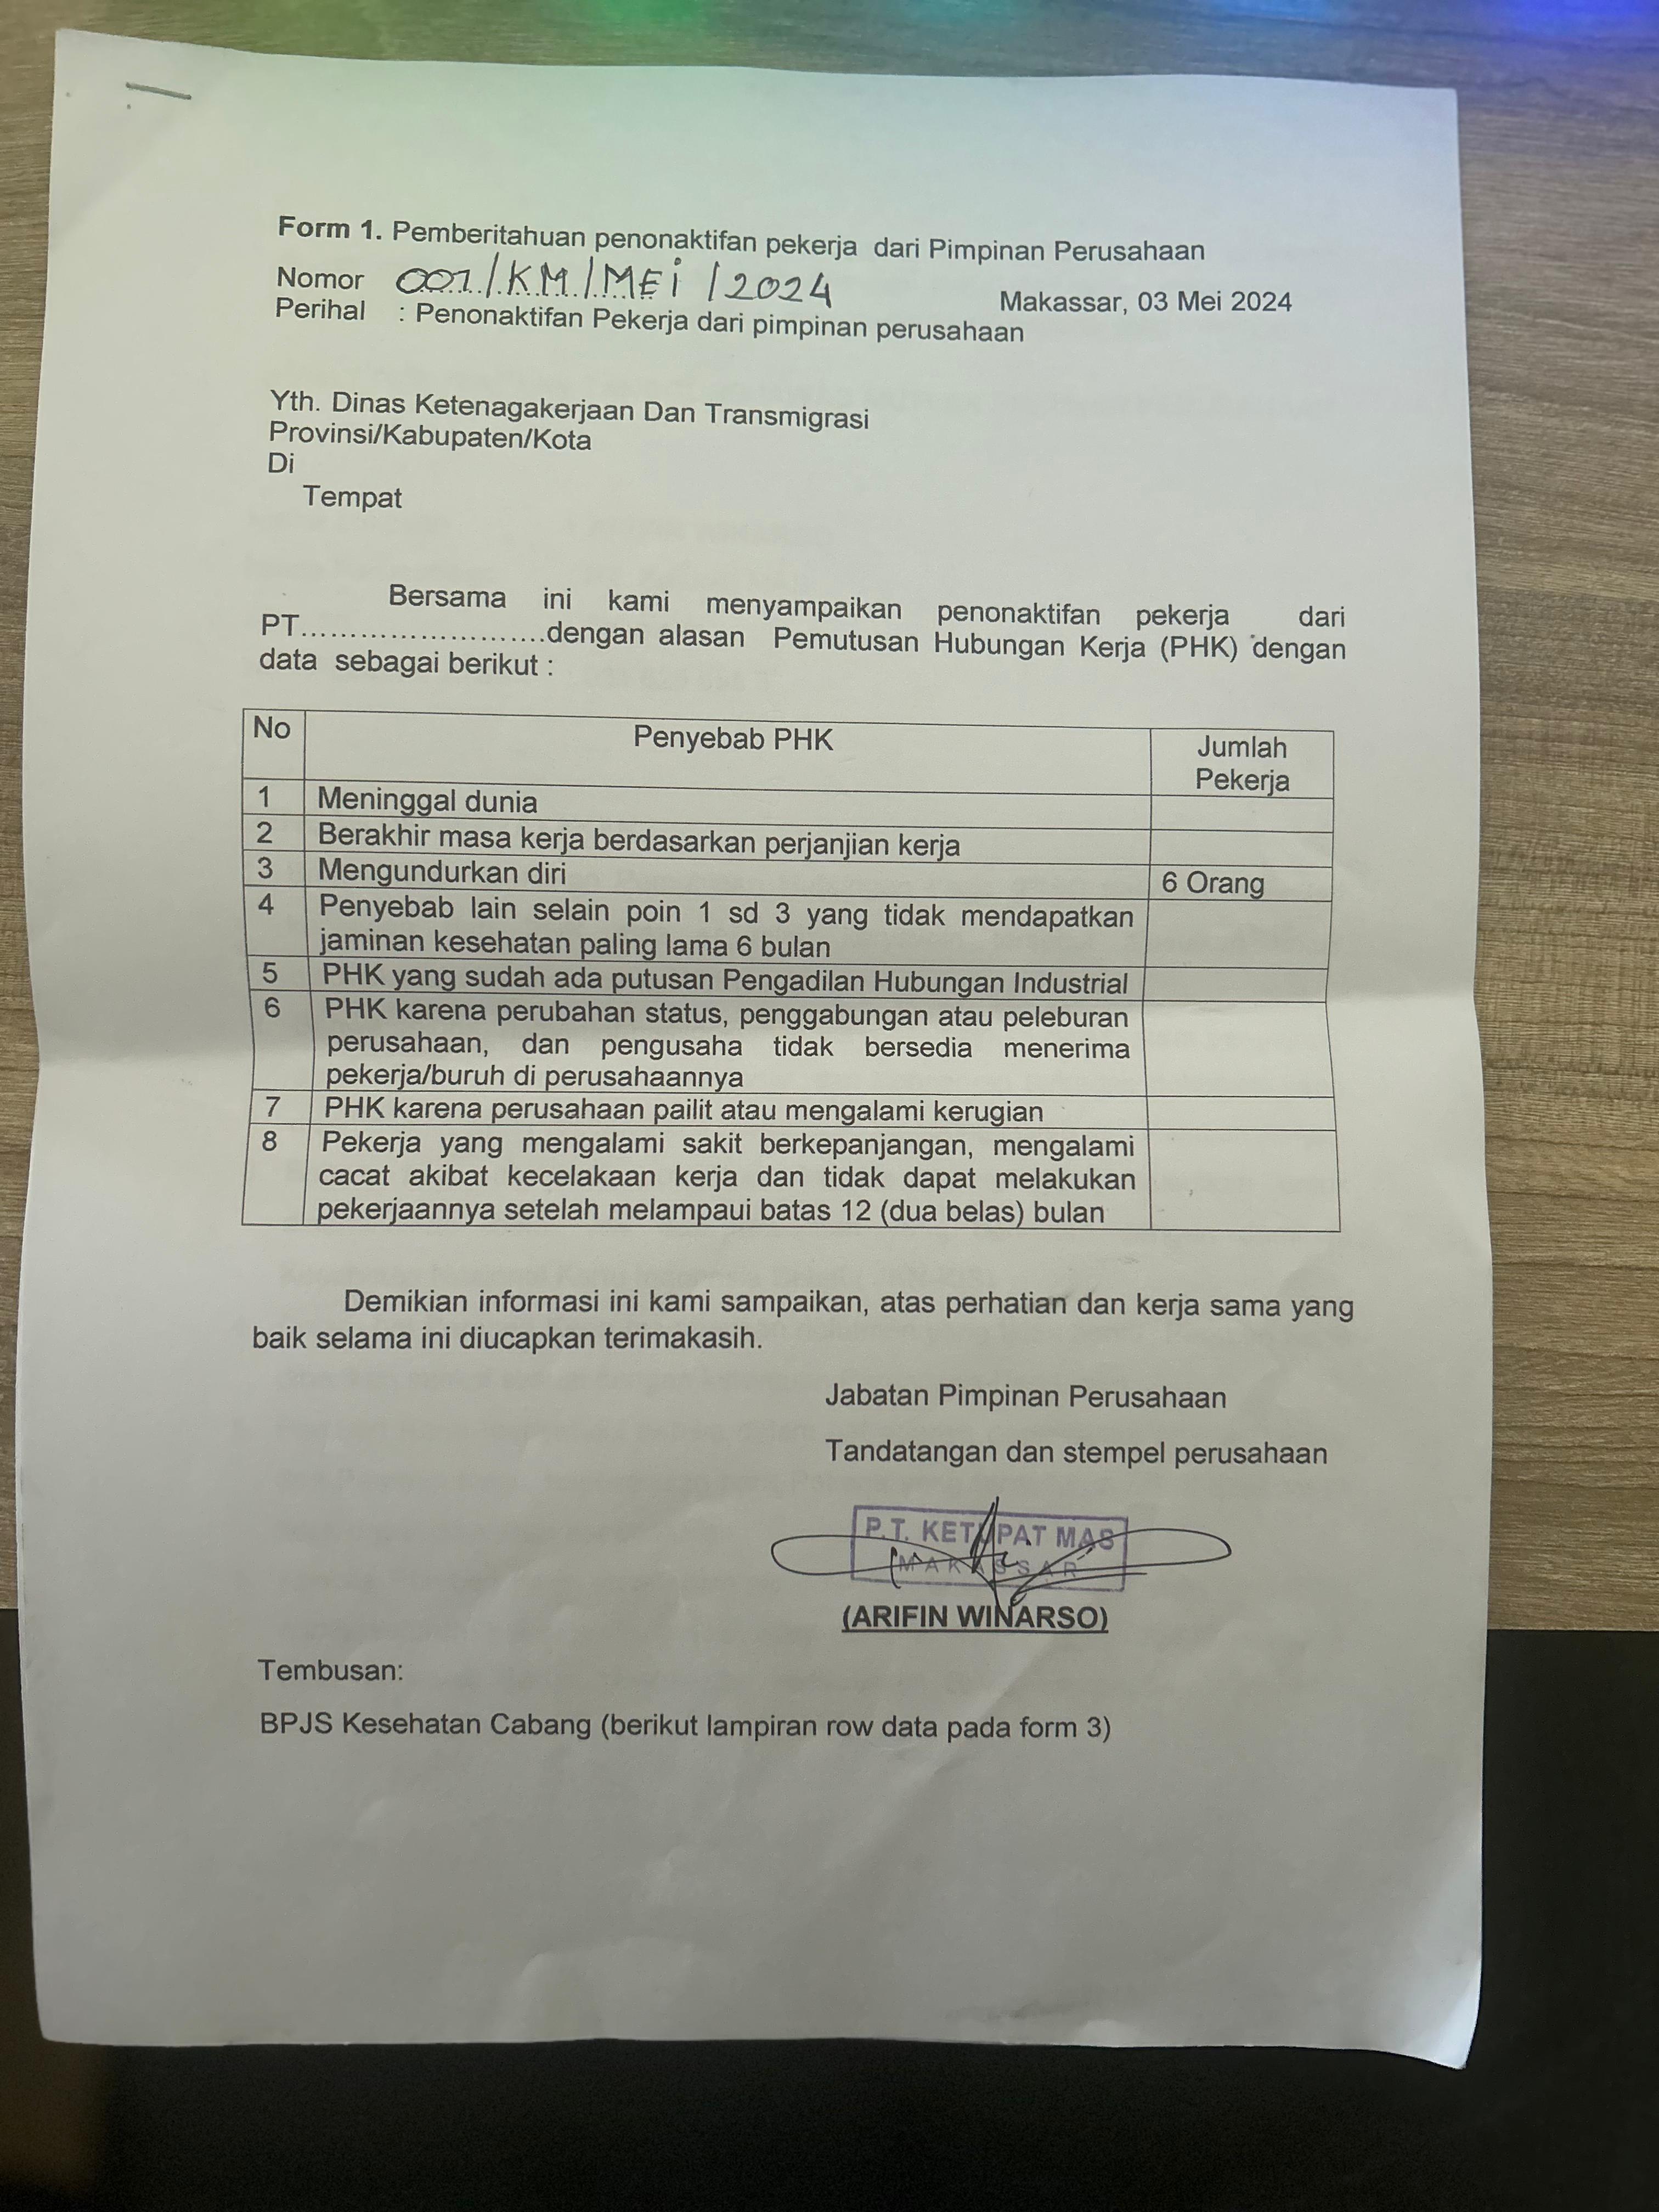 Form 1. Pemberitahuan penonaktifan pekerja dari Pimpinan Perusahaan
Nomor 001/KM/MEi/2024 Makassar, 03 Mei 2024
Perihal : Penonaktifan Pekerja dari pimpinan perusahaan
Yth. Dinas Ketenagakerjaan Dan Transmigrasi
Provinsi/Kabupaten/Kota
Di
Tempat
Bersama ini kami menyampaikan penonaktifan pekerja dari
PT.........................dengan alasan Pemutusan Hubungan Kerja (PHK) dengan
data sebagai berikut :
No Penyebab PHK Jumlah
Pekerja
1 Meninggal dunia
2 Berakhir masa kerja berdasarkan perjanjian kerja
3 Mengundurkan diri 6 Orang
4 Penyebab lain selain poin 1 sd 3 yang tidak mendapatkan
jaminan kesehatan paling lama 6 bulan
5 PHK yang sudah ada putusan Pengadilan Hubungan Industrial
6 PHK karena perubahan status, penggabungan atau peleburan
perusahaan, dan pengusaha tidak bersedia menerima
pekerja/buruh di perusahaannya
7 PHK karena perusahaan pailit atau mengalami kerugian
8 Pekerja yang mengalami sakit berkepanjangan, mengalami
cacat akibat kecelakaan kerja dan tidak dapat melakukan
pekerjaannya setelah melampaui batas 12 (dua belas) bulan
Demikian informasi ini kami sampaikan, atas perhatian dan kerja sama yang
baik selama ini diucapkan terimakasih.
Jabatan Pimpinan Perusahaan
Tandatangan dan stempel perusahaan
P.T. KETUPAT MAS
MAKASSAR
(ARIFIN WINARSO)
Tembusan:
BPJS Kesehatan Cabang (berikut lampiran row data pada form 3)